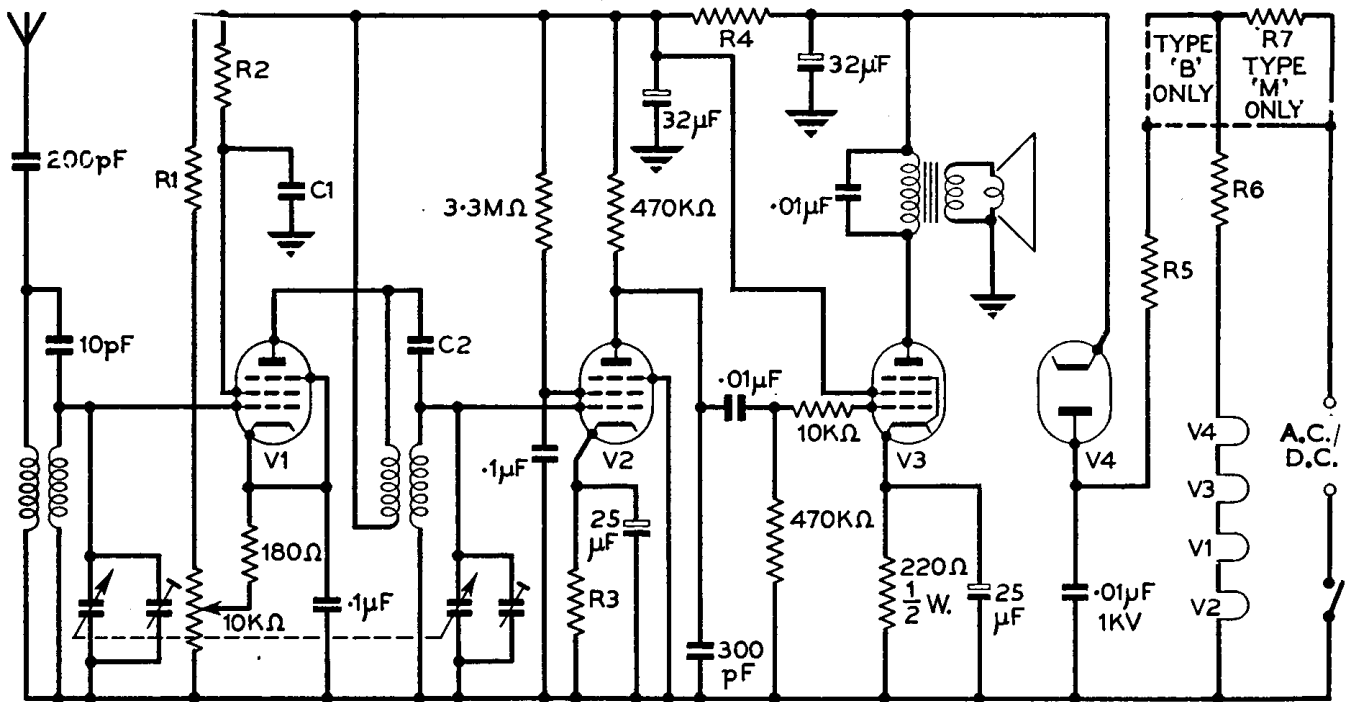 R2
R4
32µF
32µF
TYPE
'B'
ONLY
R7
TYPE
'M'
ONLY
200pF
R1
C1
3·3MΩ
470KΩ
·01µF
R6
R5
10pF
C2
·01µF
10KΩ
V1
V2
V3
V4
·1µF
V4
A.C./
D.C.
V3
25
µF
470KΩ
180Ω
V1
10KΩ
·1µF
R3
220Ω
1/2 W.
25
µF
·01µF
1KV
V2
300
pF